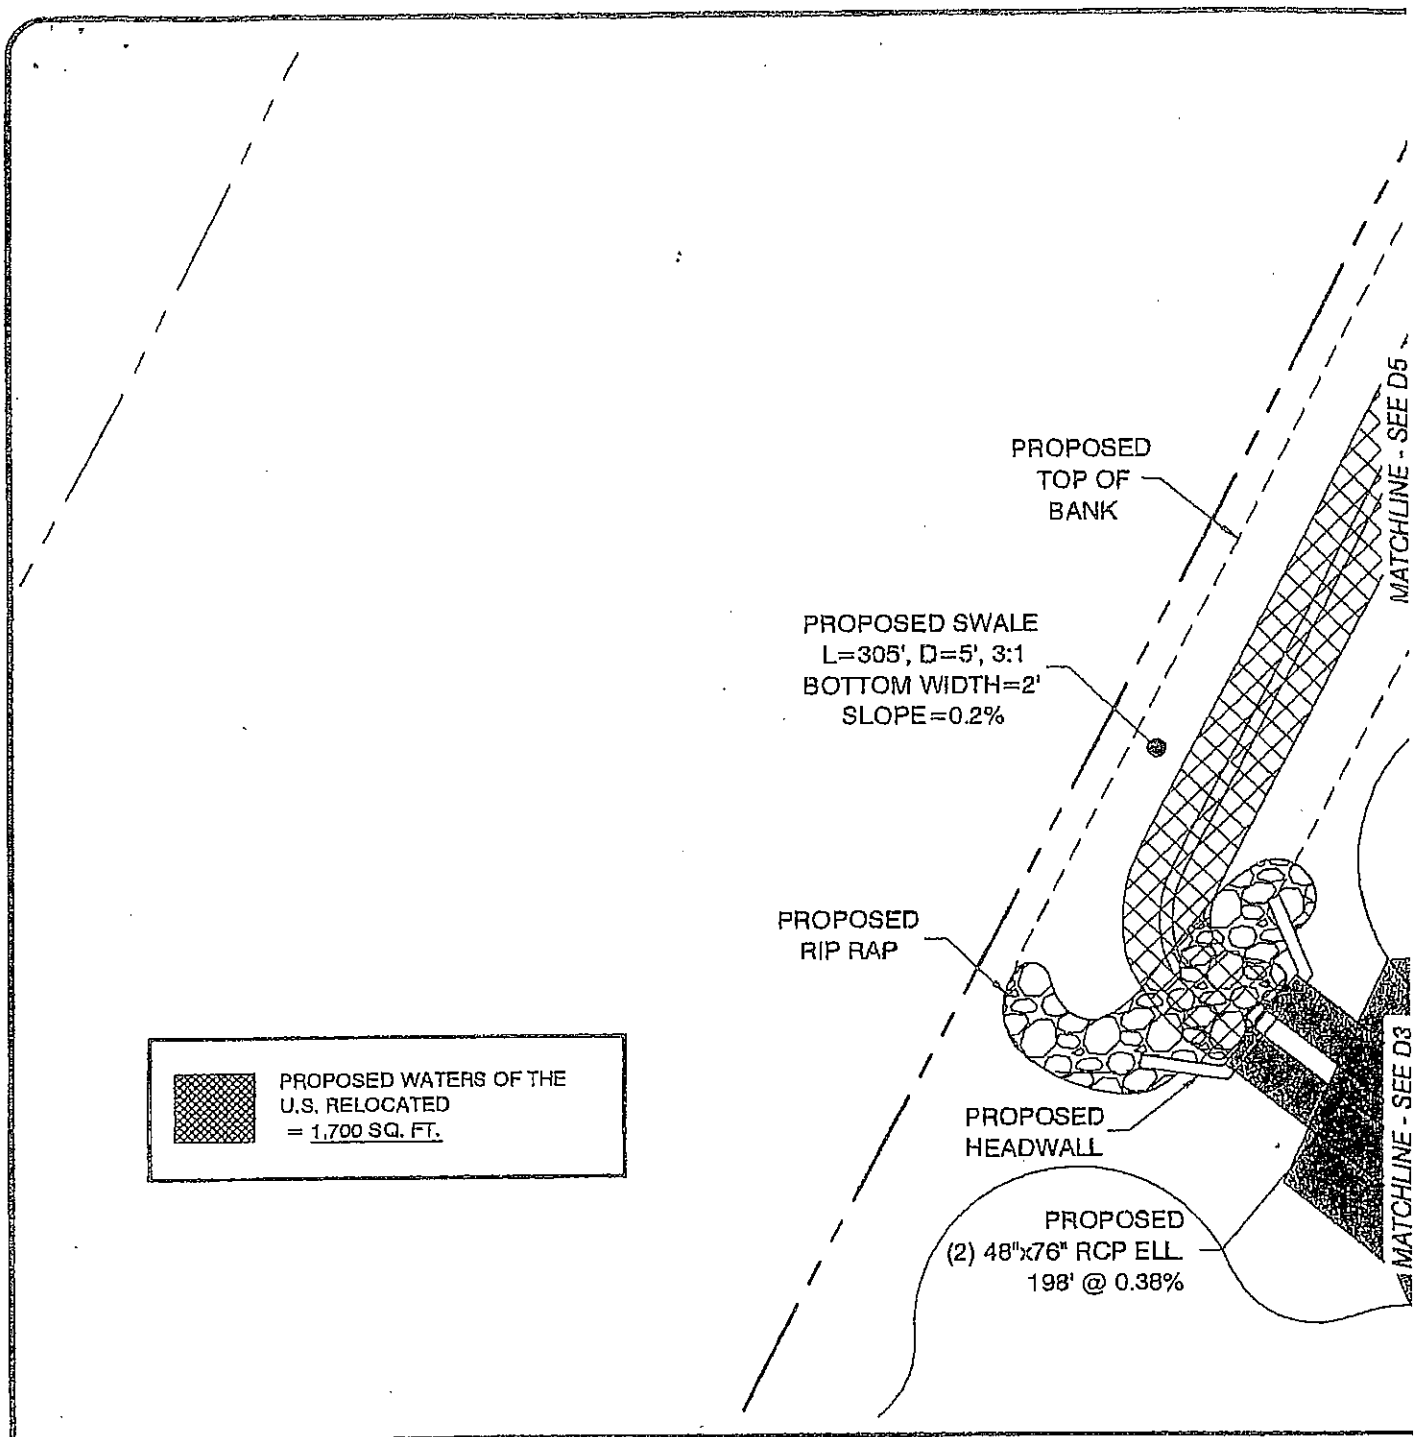 PROPOSED
TOP OF
BANK
MATCHLINE - SEE D5
PROPOSED SWALE
L=305', D=5', 3:1
BOTTOM WIDTH=2'
SLOPE=0.2%
PROPOSED
RIP RAP
PROPOSED WATERS OF THE
U.S. RELOCATED
= 1,700 SQ. FT.
PROPOSED
HEADWALL
MATCHLINE - SEE D3
PROPOSED
(2) 48"x76" RCP ELL
198' @ 0.38%